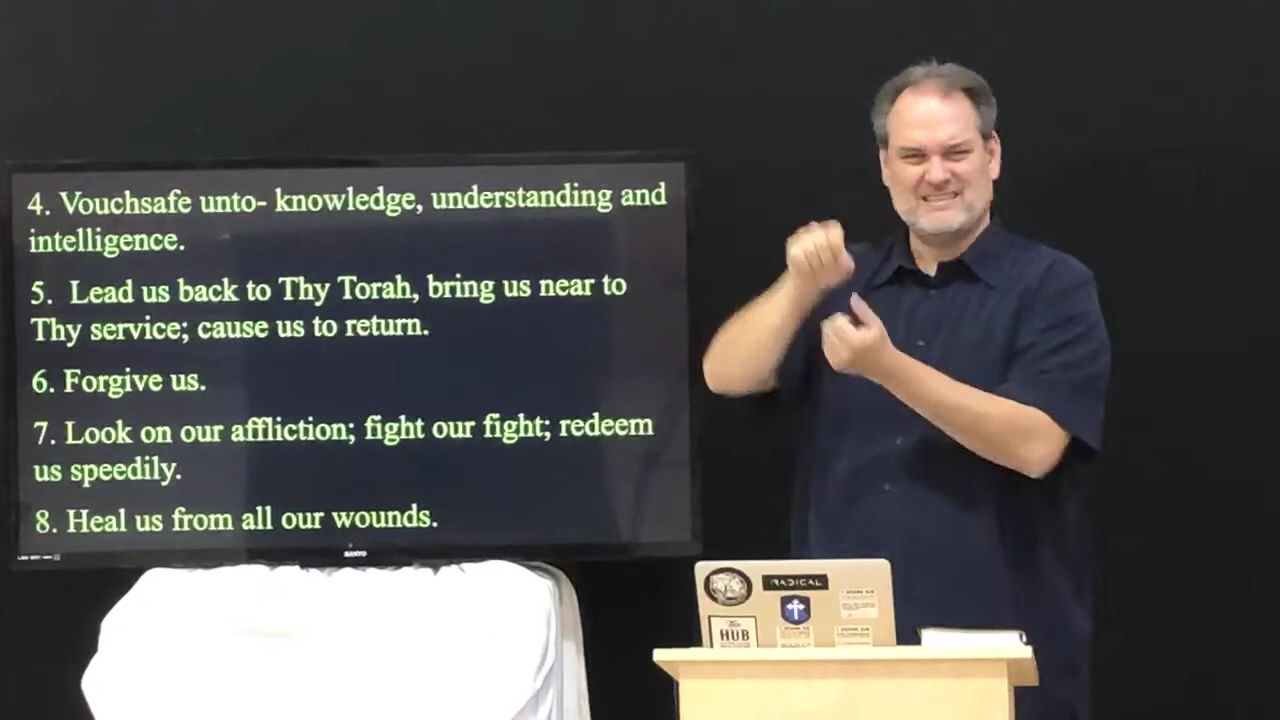 4. Vouchsafe unto- knowledge, understanding and
intelligence.
5. Lead us back to Thy Torah, bring us near to
Thy service; cause us to return.
6. Forgive us.
7. Look on our affliction; fight our fight; redeem
us speedily.
8. Heal us from all our wounds.
SANYO
RADICAL
The
HUB